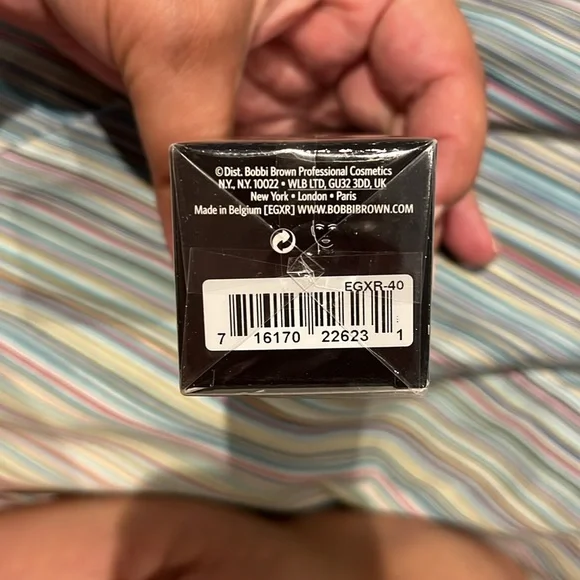 ©Dist. Bobbi Brown Professional Cosmetics
N.Y., N.Y. 10022 • WLB LTD, GU32 3DD, UK
New York • London • Paris
Made in Belgium [EGXR] WWW.BOBBIBROWN.COM
EGXR-40
7 16170 22623 1